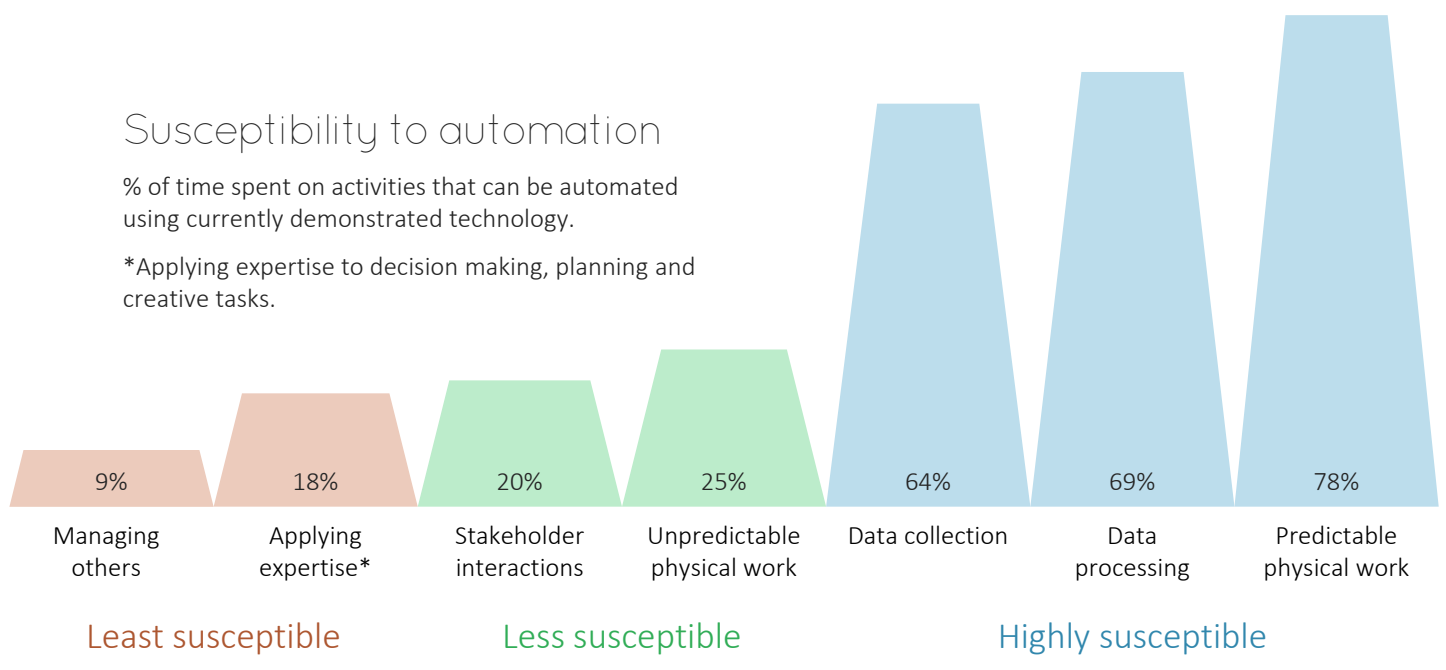 Susceptibility to automation
% of time spent on activities that can be automated
using currently demonstrated technology.
*Applying expertise to decision making, planning and
creative tasks.
9%
18%
20%
25%
64%
69%
78%
Managing
others
Applying
expertise*
Stakeholder
interactions
Unpredictable
physical work
Data collection
Data
processing
Predictable
physical work
Least susceptible
Less susceptible
Highly susceptible